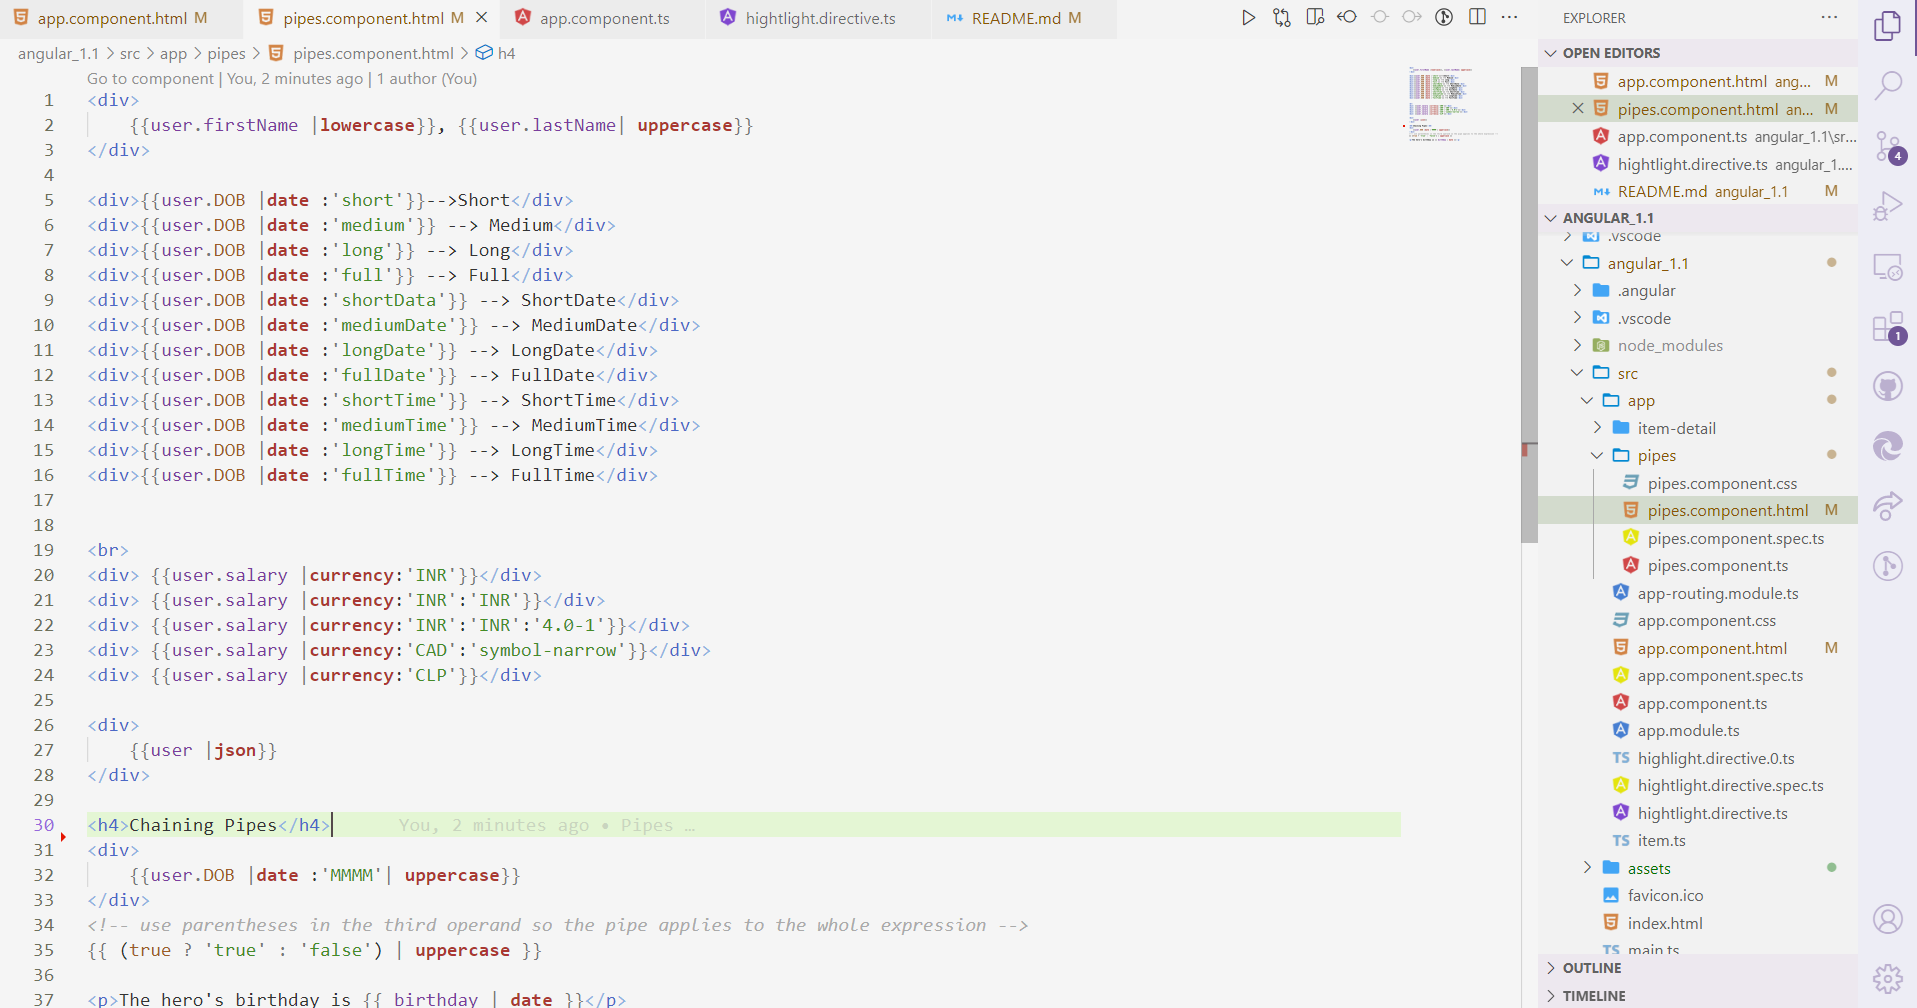 app.component.html M
pipes.component.html M
app.component.ts
hightlight.directive.ts
README.md M
angular_1.1 > src > app > pipes > pipes.component.html > h4
Go to component | You, 2 minutes ago | 1 author (You)
1 <div>
2 {{user.firstName |lowercase}}, {{user.lastName| uppercase}}
3 </div>
4
5 <div>{{user.DOB |date :'short'}}-->Short</div>
6 <div>{{user.DOB |date :'medium'}} --> Medium</div>
7 <div>{{user.DOB |date :'long'}} --> Long</div>
8 <div>{{user.DOB |date :'full'}} --> Full</div>
9 <div>{{user.DOB |date :'shortData'}} --> ShortDate</div>
10 <div>{{user.DOB |date :'mediumDate'}} --> MediumDate</div>
11 <div>{{user.DOB |date :'longDate'}} --> LongDate</div>
12 <div>{{user.DOB |date :'fullDate'}} --> FullDate</div>
13 <div>{{user.DOB |date :'shortTime'}} --> ShortTime</div>
14 <div>{{user.DOB |date :'mediumTime'}} --> MediumTime</div>
15 <div>{{user.DOB |date :'longTime'}} --> LongTime</div>
16 <div>{{user.DOB |date :'fullTime'}} --> FullTime</div>
17
18
19 <br>
20 <div> {{user.salary |currency:'INR'}}</div>
21 <div> {{user.salary |currency:'INR':'INR'}}</div>
22 <div> {{user.salary |currency:'INR':'INR':'4.0-1'}}</div>
23 <div> {{user.salary |currency:'CAD':'symbol-narrow'}}</div>
24 <div> {{user.salary |currency:'CLP'}}</div>
25
26 <div>
27 {{user |json}}
28 </div>
29
30 <h4>Chaining Pipes</h4> You, 2 minutes ago • Pipes …
31 <div>
32 {{user.DOB |date :'MMMM'| uppercase}}
33 </div>
34 <!-- use parentheses in the third operand so the pipe applies to the whole expression -->
35 {{ (true ? 'true' : 'false') | uppercase }}
36
37 <p>The hero's birthday is {{ birthday | date }}</p>
EXPLORER
OPEN EDITORS
app.component.html ang... M
pipes.component.html an... M
app.component.ts angular_1.1\sr...
hightlight.directive.ts angular_1....
README.md angular_1.1 M
ANGULAR_1.1
.vscode
angular_1.1
.angular
.vscode
node_modules
src
app
item-detail
pipes
pipes.component.css
pipes.component.html M
pipes.component.spec.ts
pipes.component.ts
app-routing.module.ts
app.component.css
app.component.html M
app.component.spec.ts
app.component.ts
app.module.ts
TS highlight.directive.0.ts
hightlight.directive.spec.ts
hightlight.directive.ts
TS item.ts
assets
favicon.ico
index.html
TS main.ts
OUTLINE
TIMELINE
4
1